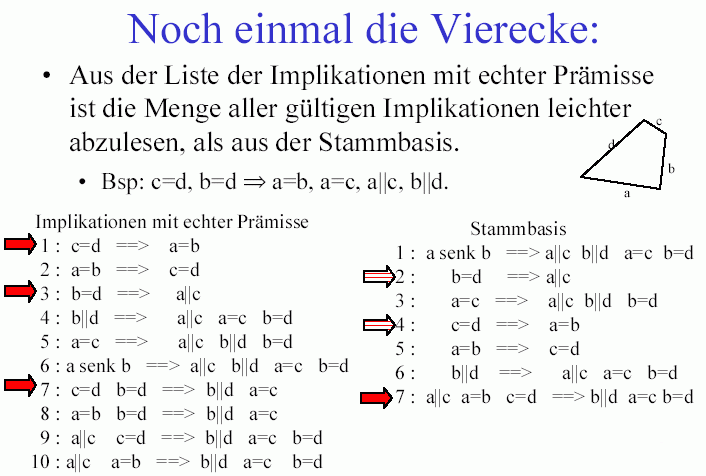 Noch einmal die Vierecke:
• Aus der Liste der Implikationen mit echter Prämisse
ist die Menge aller gültigen Implikationen leichter
abzulesen, als aus der Stammbasis.
• Bsp: c=d, b=d ⇒ a=b, a=c, a||c, b||d.
c
d
b
a
Implikationen mit echter Prämisse
1 : c=d ==> a=b
2 : a=b ==> c=d
3 : b=d ==> a||c
4 : b||d ==> a||c a=c b=d
5 : a=c ==> a||c b||d b=d
6 : a senk b ==> a||c b||d a=c b=d
7 : c=d b=d ==> b||d a=c
8 : a=b b=d ==> b||d a=c
9 : a||c c=d ==> b||d a=c b=d
10 : a||c a=b ==> b||d a=c b=d
Stammbasis
1 : a senk b ==> a||c b||d a=c b=d
2 : b=d ==> a||c
3 : a=c ==> a||c b||d b=d
4 : c=d ==> a=b
5 : a=b ==> c=d
6 : b||d ==> a||c a=c b=d
7 : a||c a=b c=d ==> b||d a=c b=d